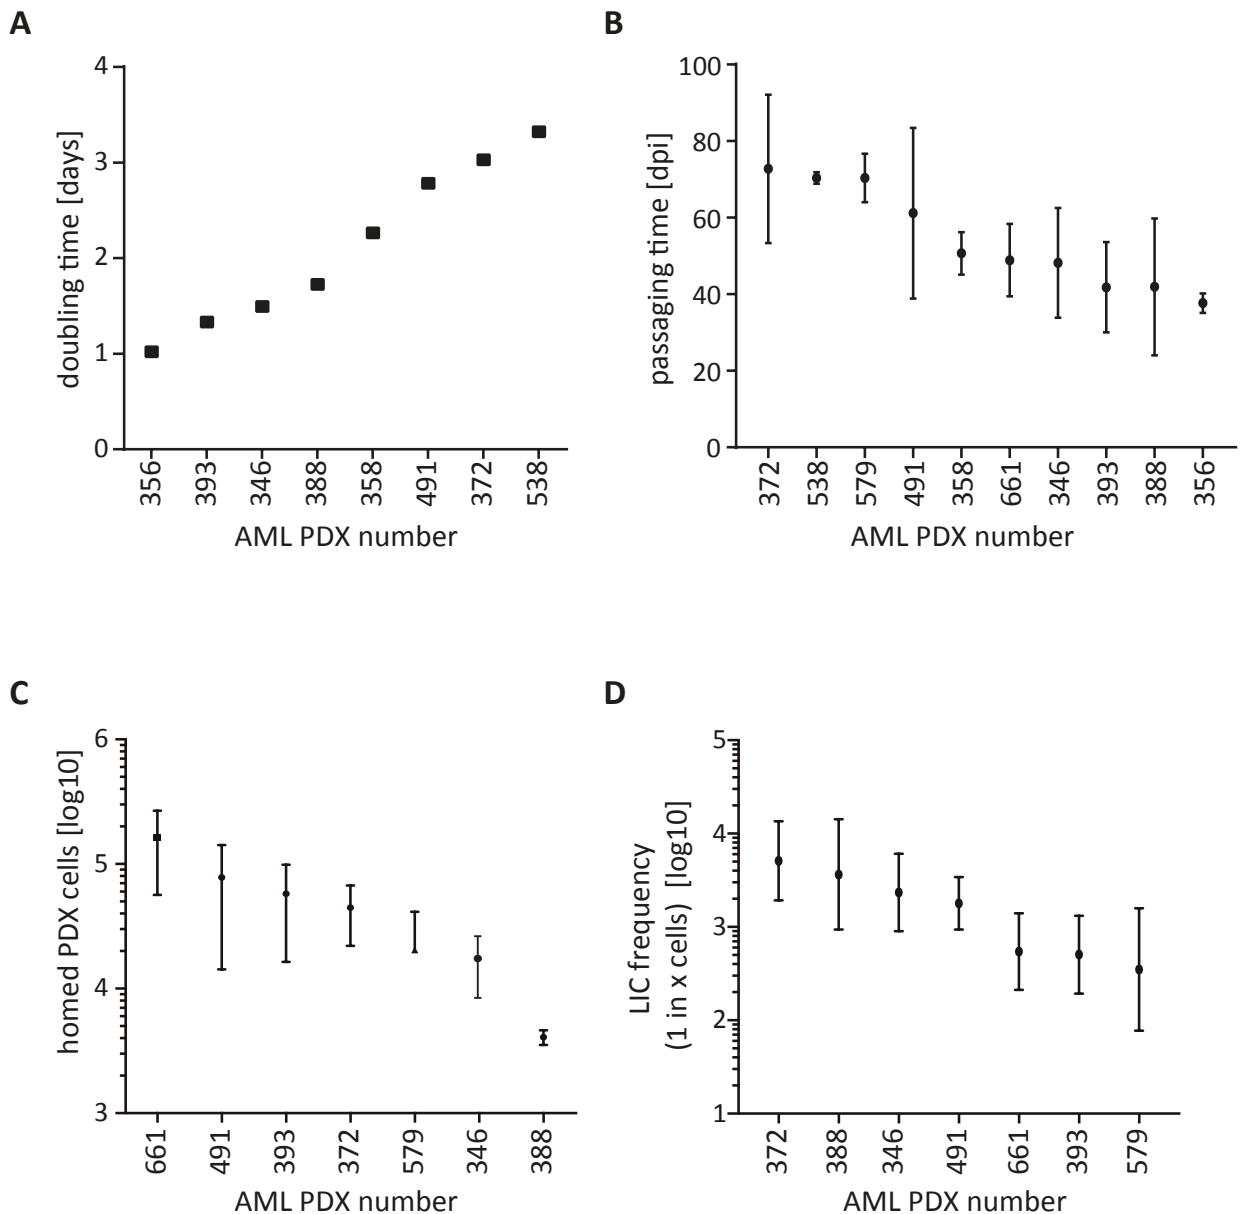 A
doubling time [days]
4
3
2
1
0
356 393 346 388 358 491 372 538
AML PDX number
B
passaging time [dpi]
100
80
60
40
20
0
372 538 579 491 358 661 346 393 388 356
AML PDX number
C
homed PDX cells [log10]
6
5
4
3
661 491 393 372 579 346 388
AML PDX number
D
LIC frequency
(1 in x cells) [log10]
5
4
3
2
1
372 388 346 491 661 393 579
AML PDX number